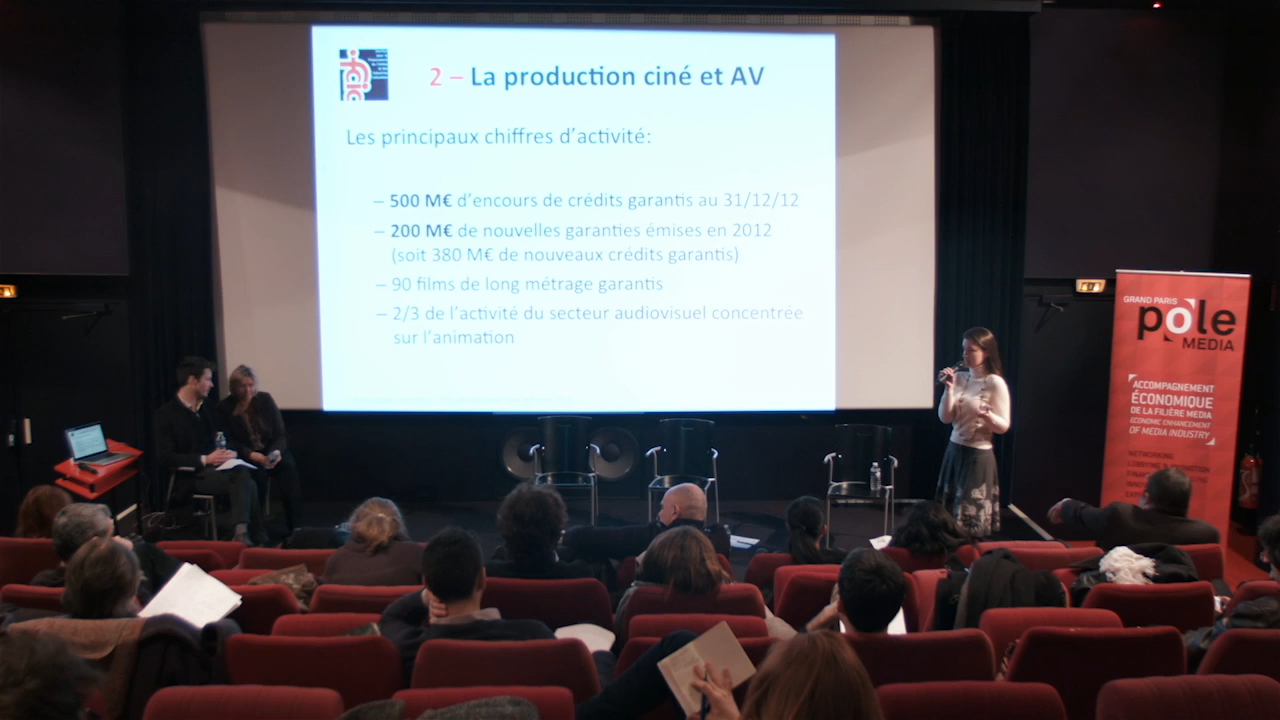 ifcic
2 – La production ciné et AV
Les principaux chiffres d'activité:
– 500 M€ d'encours de crédits garantis au 31/12/12
– 200 M€ de nouvelles garanties émises en 2012
(soit 380 M€ de nouveaux crédits garantis)
– 90 films de long métrage garantis
– 2/3 de l'activité du secteur audiovisuel concentrée
sur l'animation
GRAND PARIS
pole
MEDIA
ACCOMPAGNEMENT
ÉCONOMIQUE
DE LA FILIÈRE MEDIA
ECONOMIC ENHANCEMENT
OF MEDIA INDUSTRY
NETWORKING